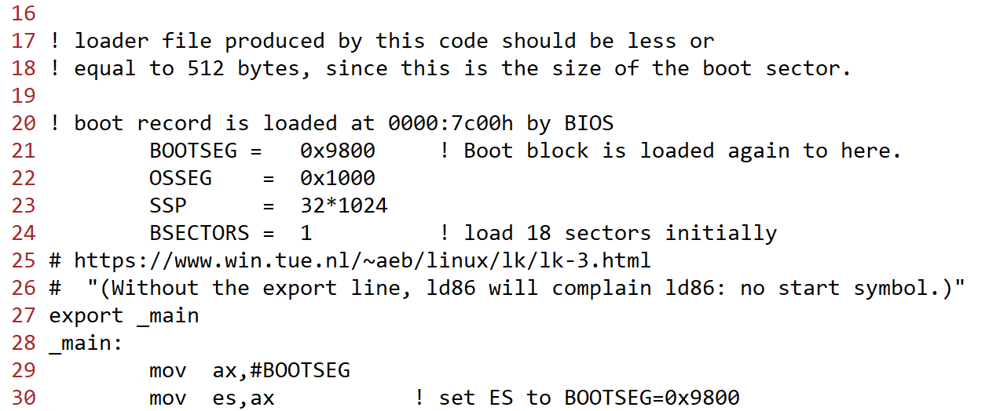 16
17 ! loader file produced by this code should be less or
18 ! equal to 512 bytes, since this is the size of the boot sector.
19
20 ! boot record is loaded at 0000:7c00h by BIOS
21         BOOTSEG =   0x9800     ! Boot block is loaded again to here.
22         OSSEG    =  0x1000
23         SSP      =  32*1024
24         BSECTORS =  1          ! load 18 sectors initially
25 # https://www.win.tue.nl/~aeb/linux/lk/lk-3.html
26 #  "(Without the export line, ld86 will complain ld86: no start symbol.)"
27 export _main
28 _main:
29         mov  ax,#BOOTSEG
30         mov  es,ax           ! set ES to BOOTSEG=0x9800